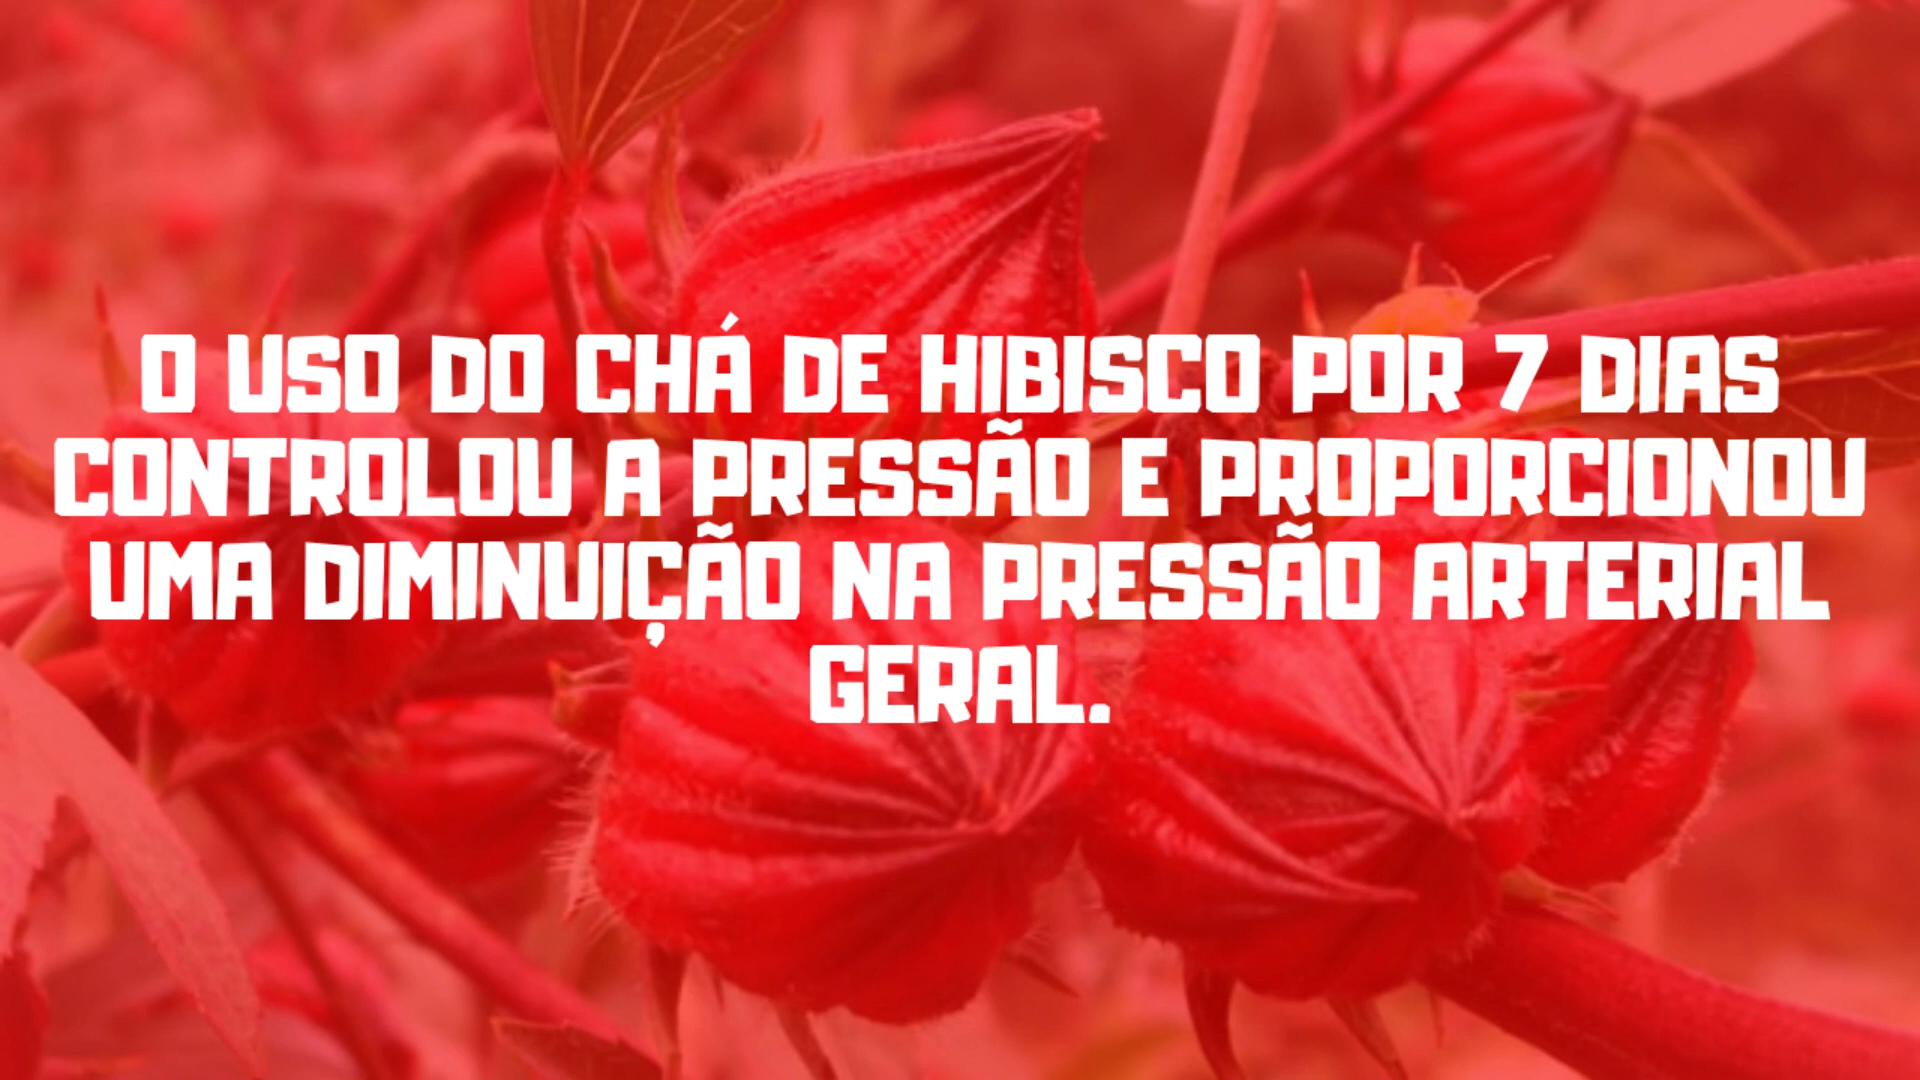 O USO DO CHÁ DE HIBISCO POR 7 DIAS
CONTROLOU A PRESSÃO E PROPORCIONOU
UMA DIMINUIÇÃO NA PRESSÃO ARTERIAL
GERAL.